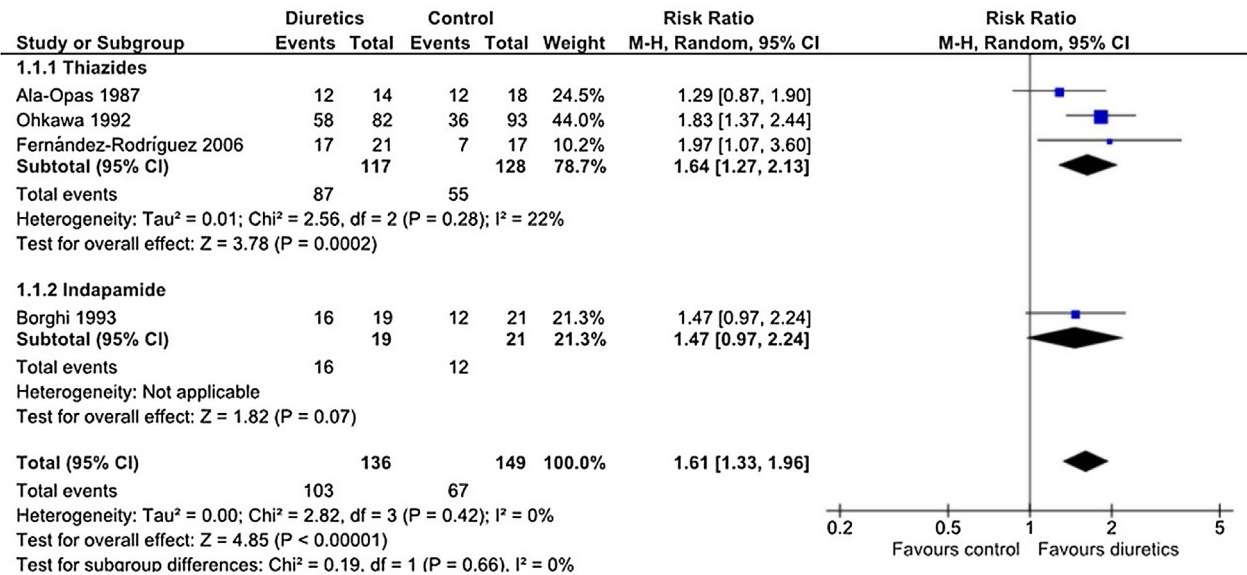 Diuretics Control Risk Ratio Risk Ratio
Study or Subgroup Events Total Events Total Weight M-H, Random, 95% CI M-H, Random, 95% CI
1.1.1 Thiazides
Ala-Opas 1987 12 14 12 18 24.5% 1.29 [0.87, 1.90]
Ohkawa 1992 58 82 36 93 44.0% 1.83 [1.37, 2.44]
Fernández-Rodríguez 2006 17 21 7 17 10.2% 1.97 [1.07, 3.60]
Subtotal (95% CI) 117 128 78.7% 1.64 [1.27, 2.13]
Total events 87 55
Heterogeneity: Tau² = 0.01; Chi² = 2.56, df = 2 (P = 0.28); I² = 22%
Test for overall effect: Z = 3.78 (P = 0.0002)
1.1.2 Indapamide
Borghi 1993 16 19 12 21 21.3% 1.47 [0.97, 2.24]
Subtotal (95% CI) 19 21 21.3% 1.47 [0.97, 2.24]
Total events 16 12
Heterogeneity: Not applicable
Test for overall effect: Z = 1.82 (P = 0.07)
Total (95% CI) 136 149 100.0% 1.61 [1.33, 1.96]
Total events 103 67
Heterogeneity: Tau² = 0.00; Chi² = 2.82, df = 3 (P = 0.42); I² = 0%
Test for overall effect: Z = 4.85 (P < 0.00001)
Test for subgroup differences: Chi² = 0.19, df = 1 (P = 0.66), I² = 0%
0.2 0.5 1 2 5
Favours control Favours diuretics